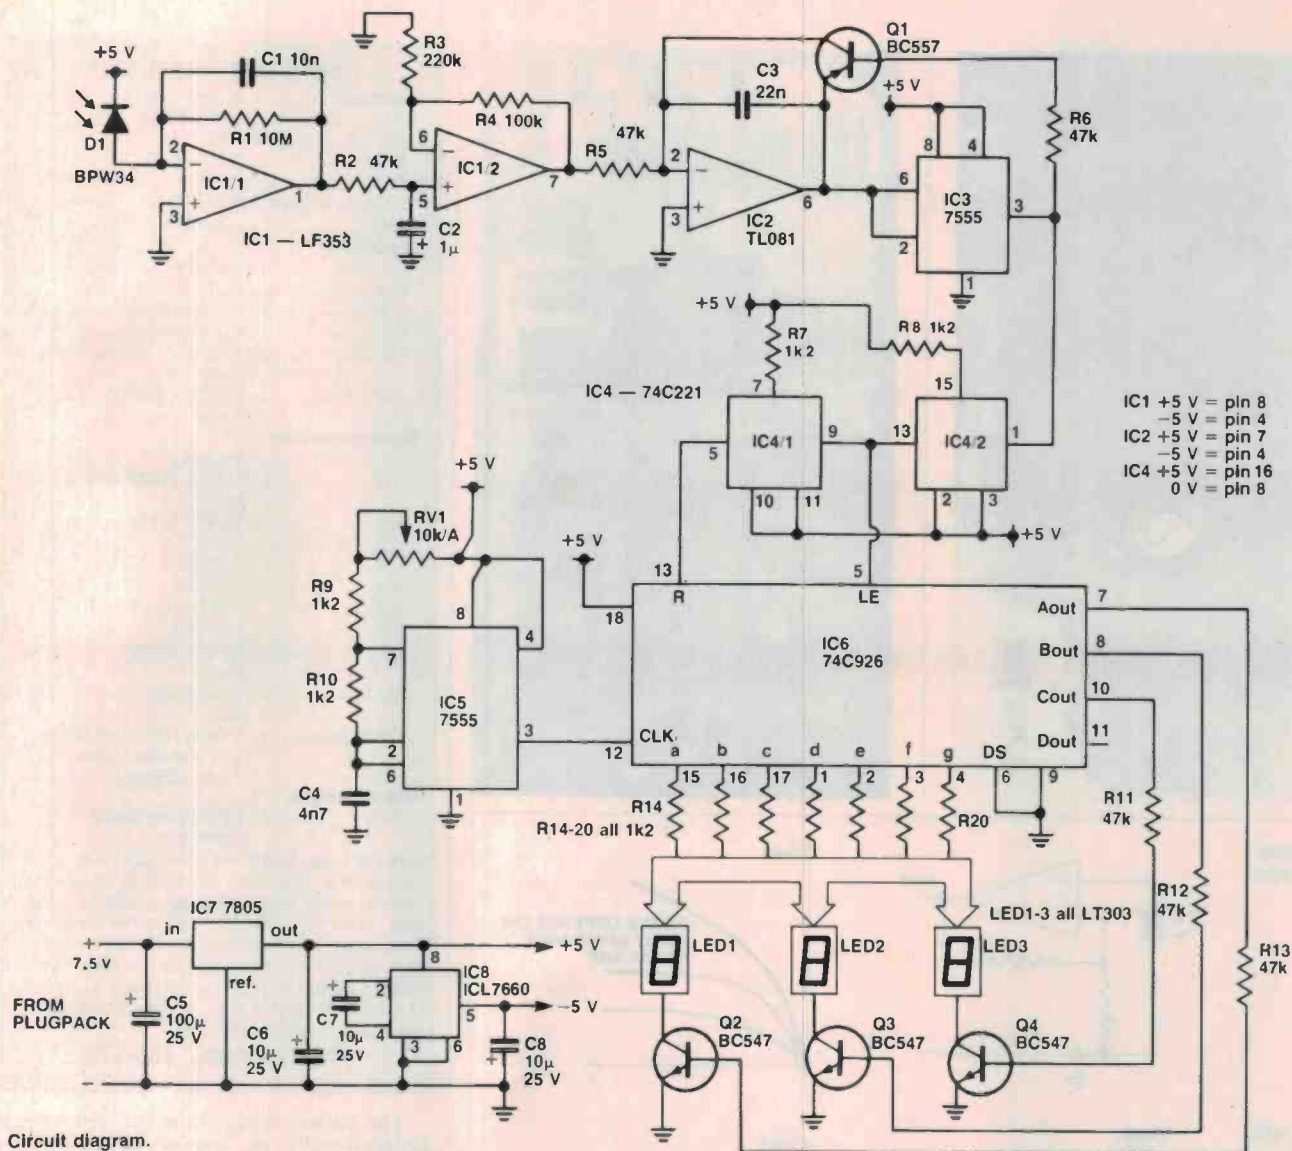 +5 V
D1
BPW34
C1 10n
R1 10M
2
3
−
+
IC1/1
1
IC1 — LF353
R2 47k
C2
1μ
+
R3
220k
R4 100k
6
5
−
+
IC1/2
7
R5
47k
C3
22n
Q1
BC557
2
3
−
+
6
IC2
TL081
+5 V
8
4
6
2
IC3
7555
3
1
R6
47k
+5 V
R7
1k2
R8 1k2
IC4 — 74C221
7
5
IC4/1
9
10
11
15
13
IC4/2
1
2
3
+5 V
IC1 +5 V = pin 8
−5 V = pin 4
IC2 +5 V = pin 7
−5 V = pin 4
IC4 +5 V = pin 16
0 V = pin 8
+5 V
RV1
10k/A
R9
1k2
R10
1k2
C4
4n7
8
4
7
IC5
7555
3
2
6
1
+5 V
18
13
R
5
LE
IC6
74C926
CLK
12
Aout
7
Bout
8
Cout
10
Dout
11
a
b
c
d
e
f
g
DS
15
16
17
1
2
3
4
6
9
R14
R20
R14-20 all 1k2
R11
47k
R12
47k
R13
47k
LED1
LED2
LED3
LED1-3 all LT303
Q2
BC547
Q3
BC547
Q4
BC547
+
7.5 V
FROM
PLUGPACK
−
+
C5
100μ
25 V
IC7 7805
in
out
ref.
C6
10μ
25 V
+
C7
10μ
25V
+
8
2
4
3
6
5
IC8
ICL7660
+5 V
−5 V
C8
10μ
25 V
+
Circuit diagram.